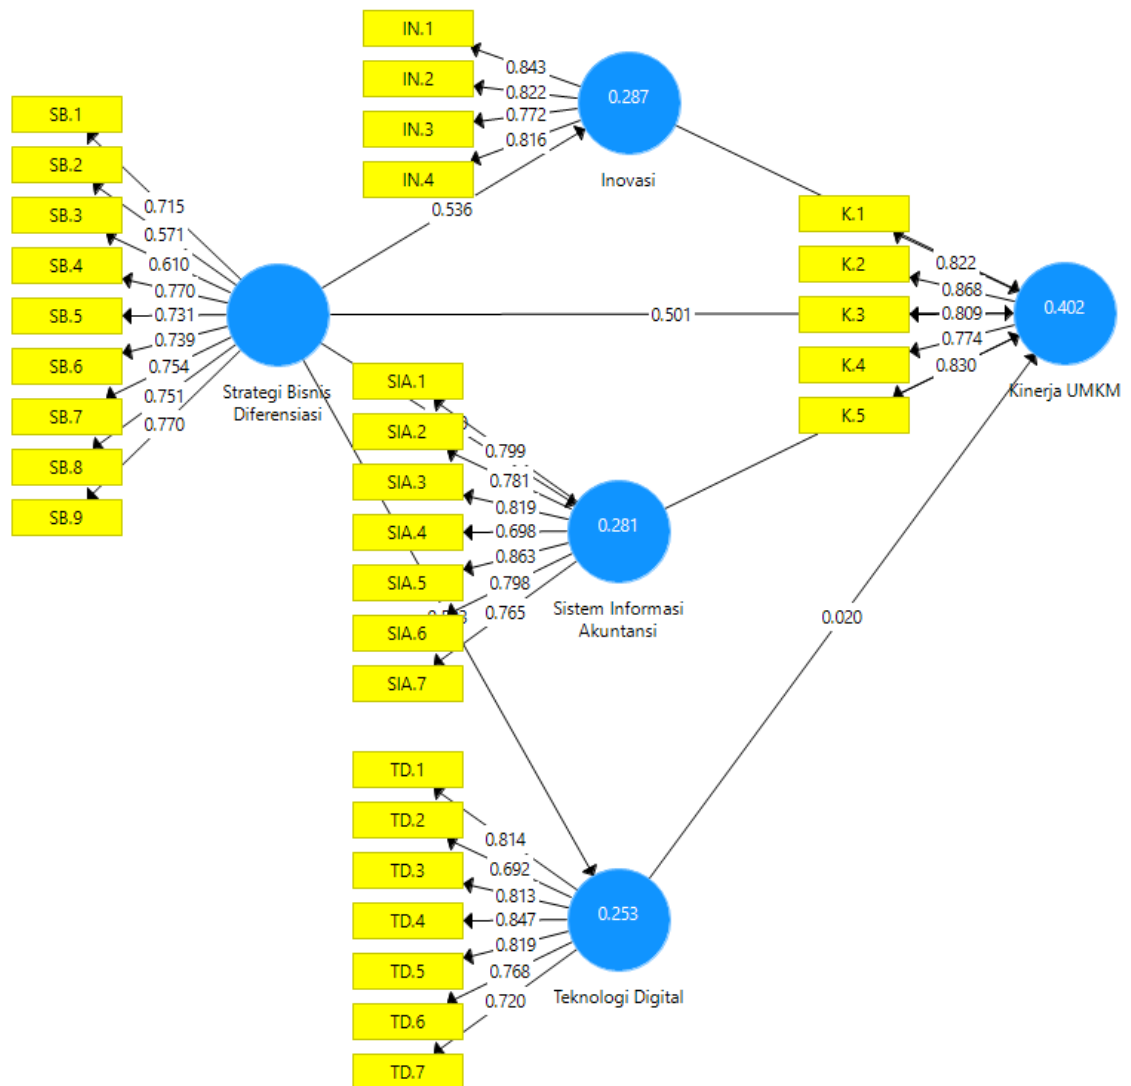 IN.1
IN.2
IN.3
IN.4
0.843
0.822
0.772
0.816
0.287
Inovasi
SB.1
SB.2
SB.3
SB.4
SB.5
SB.6
SB.7
SB.8
SB.9
0.715
0.571
0.610
0.770
0.731
0.739
0.754
0.751
0.770
Strategi Bisnis
Diferensiasi
0.536
0.501
K.1
K.2
K.3
K.4
K.5
0.822
0.868
0.809
0.774
0.830
0.402
Kinerja UMKM
SIA.1
SIA.2
SIA.3
SIA.4
SIA.5
SIA.6
SIA.7
0.799
0.781
0.819
0.698
0.863
0.798
0.765
0.281
Sistem Informasi
Akuntansi
0.020
TD.1
TD.2
TD.3
TD.4
TD.5
TD.6
TD.7
0.814
0.692
0.813
0.847
0.819
0.768
0.720
0.253
Teknologi Digital